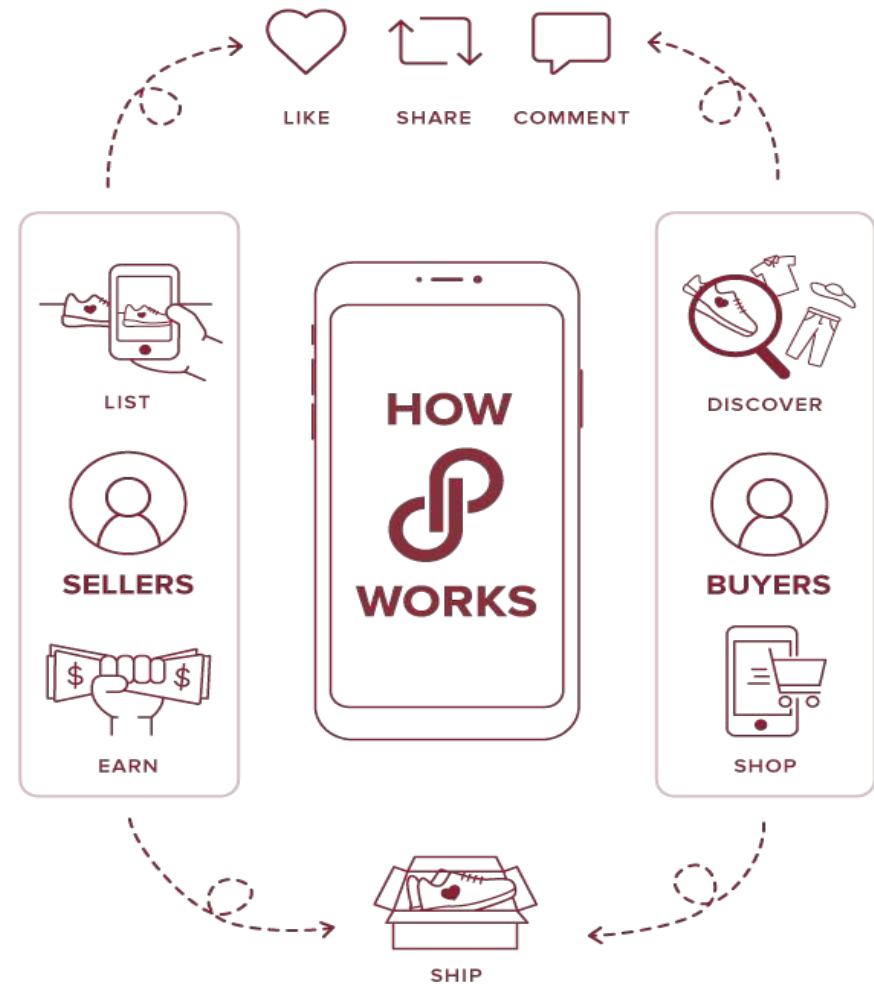 LIKE
SHARE
COMMENT
LIST
SELLERS
$ $
EARN
HOW
WORKS
DISCOVER
BUYERS
SHOP
SHIP